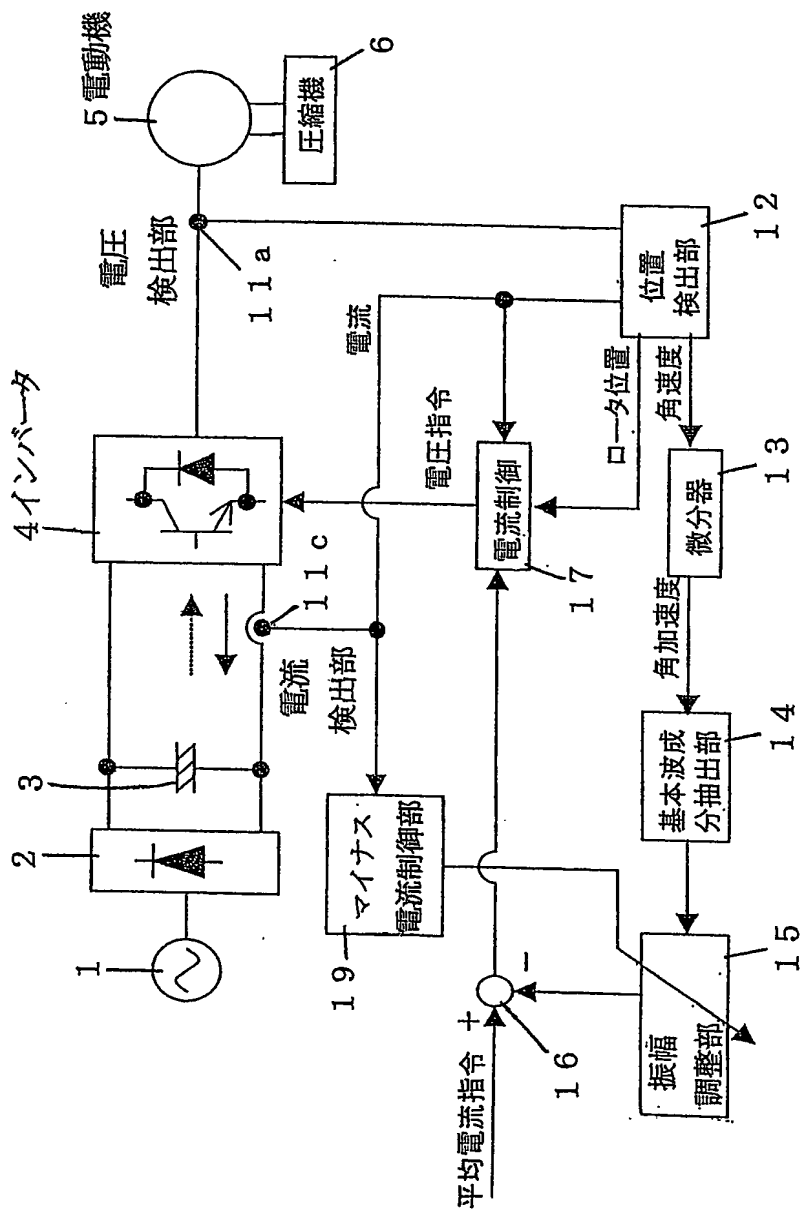 5 電動機
圧縮機
6
電圧
検出部
11a
4 インバータ
11c
電流
検出部
3
2
1
電流
マイナス
電流制御部
19
電圧指令
電流制御
17
ロータ位置
位置
検出部
12
角速度
微分器
13
角加速度
基本波成
分抽出部
14
振幅
調整部
15
平均電流指令
+
−
16